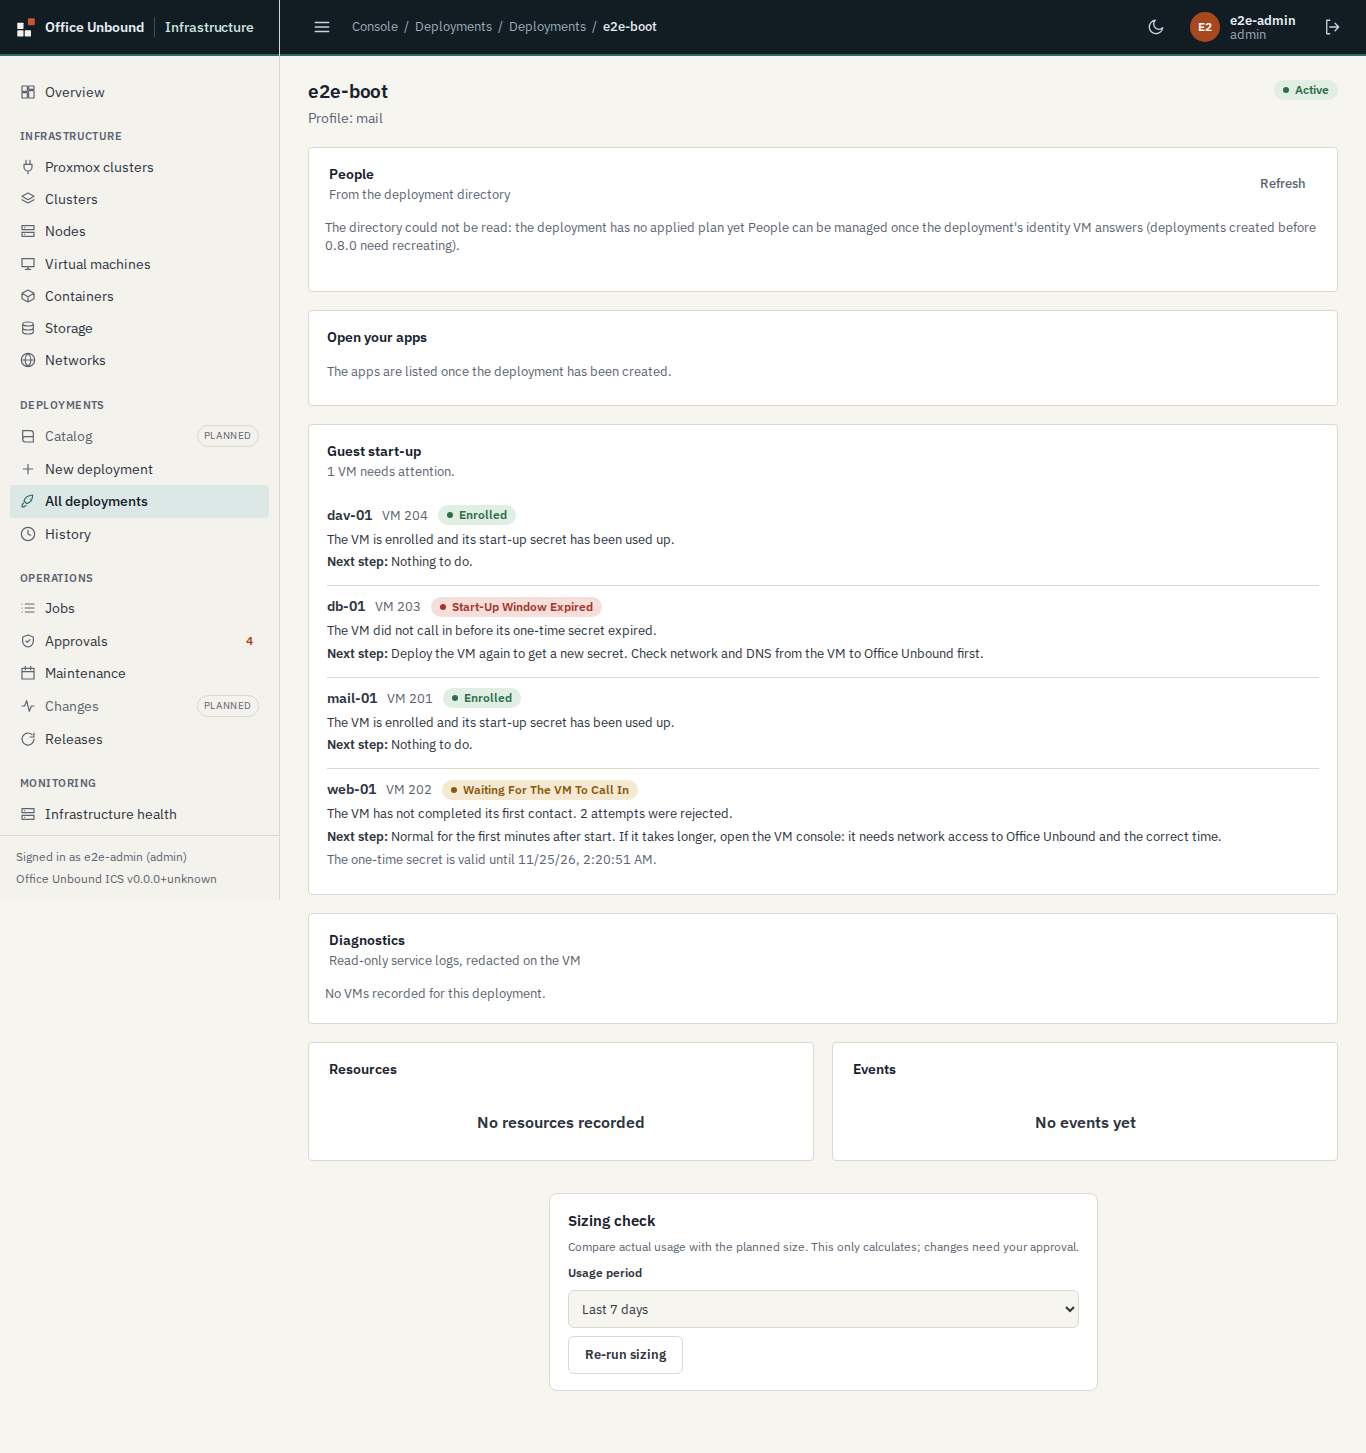 Office Unbound
Infrastructure
Console / Deployments / Deployments / e2e-boot
E2
e2e-admin
admin
Overview
INFRASTRUCTURE
Proxmox clusters
Clusters
Nodes
Virtual machines
Containers
Storage
Networks
DEPLOYMENTS
Catalog
PLANNED
New deployment
All deployments
History
OPERATIONS
Jobs
Approvals
4
Maintenance
Changes
PLANNED
Releases
MONITORING
Infrastructure health
Signed in as e2e-admin (admin)
Office Unbound ICS v0.0.0+unknown
e2e-boot
Active
Profile: mail
People
From the deployment directory
Refresh
The directory could not be read: the deployment has no applied plan yet People can be managed once the deployment's identity VM answers (deployments created before
0.8.0 need recreating).
Open your apps
The apps are listed once the deployment has been created.
Guest start-up
1 VM needs attention.
dav-01 VM 204 Enrolled
The VM is enrolled and its start-up secret has been used up.
Next step: Nothing to do.
db-01 VM 203 Start-Up Window Expired
The VM did not call in before its one-time secret expired.
Next step: Deploy the VM again to get a new secret. Check network and DNS from the VM to Office Unbound first.
mail-01 VM 201 Enrolled
The VM is enrolled and its start-up secret has been used up.
Next step: Nothing to do.
web-01 VM 202 Waiting For The VM To Call In
The VM has not completed its first contact. 2 attempts were rejected.
Next step: Normal for the first minutes after start. If it takes longer, open the VM console: it needs network access to Office Unbound and the correct time.
The one-time secret is valid until 11/25/26, 2:20:51 AM.
Diagnostics
Read-only service logs, redacted on the VM
No VMs recorded for this deployment.
Resources
No resources recorded
Events
No events yet
Sizing check
Compare actual usage with the planned size. This only calculates; changes need your approval.
Usage period
Last 7 days
Re-run sizing